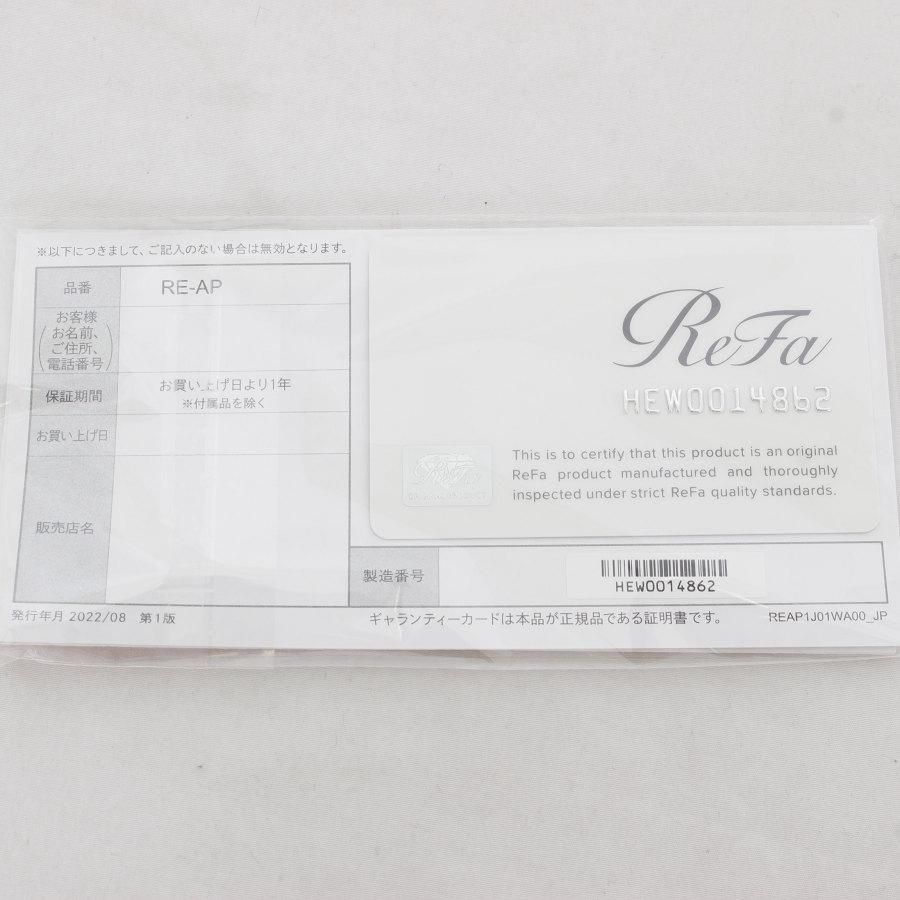 ※以下につきまして、ご記入のない場合は無効となります。
品番 RE-AP
お客様
(お名前、
ご住所、
電話番号)
保証期間 お買い上げ日より1年
※付属品を除く
お買い上げ日
販売店名
ReFa
HEW0014862
This is to certify that this product is an original
ReFa product manufactured and thoroughly
inspected under strict ReFa quality standards.
ReFa
製造番号
HEW0014862
発行年月 2022/08 第1版
ギャランティーカードは本品が正規品である証明書です。
REAP1J01WA00_JP